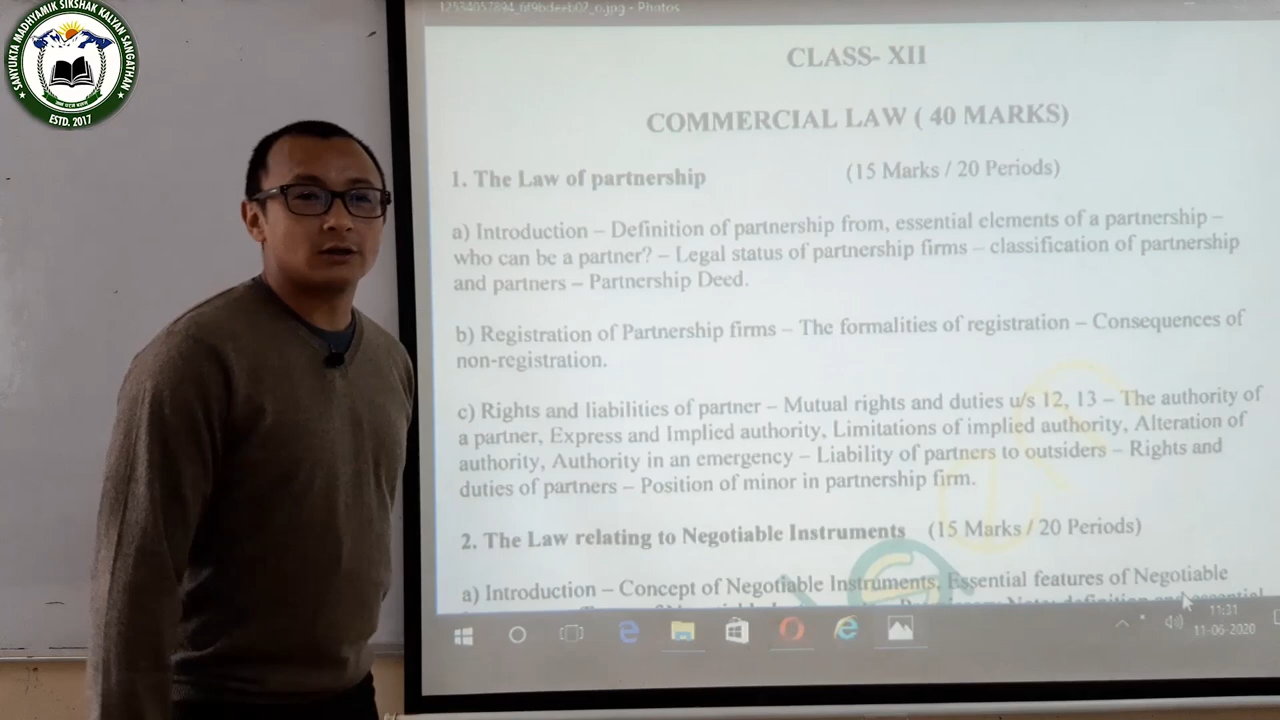 SANYUKTA MADHYAMIK SIKSHAK KALYAN SANGATHAN
ESTD. 2017
- Photos
CLASS- XII
COMMERCIAL LAW ( 40 MARKS)
1. The Law of partnership (15 Marks / 20 Periods)
a) Introduction – Definition of partnership from, essential elements of a partnership –
who can be a partner? – Legal status of partnership firms – classification of partnership
and partners – Partnership Deed.
b) Registration of Partnership firms – The formalities of registration – Consequences of
non-registration.
c) Rights and liabilities of partner – Mutual rights and duties u/s 12, 13 – The authority of
a partner, Express and Implied authority, Limitations of implied authority, Alteration of
authority, Authority in an emergency – Liability of partners to outsiders – Rights and
duties of partners – Position of minor in partnership firm.
2. The Law relating to Negotiable Instruments (15 Marks / 20 Periods)
a) Introduction – Concept of Negotiable Instruments, Essential features of Negotiable
11:31
11-06-2020